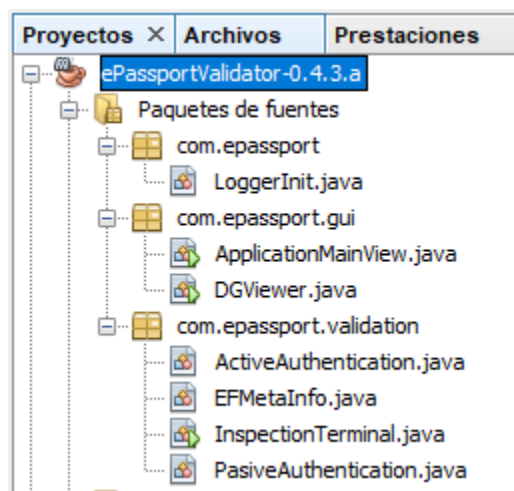 Proyectos × Archivos Prestaciones
ePassportValidator-0.4.3.a
Paquetes de fuentes
com.epassport
LoggerInit.java
com.epassport.gui
ApplicationMainView.java
DGViewer.java
com.epassport.validation
ActiveAuthentication.java
EFMetaInfo.java
InspectionTerminal.java
PasiveAuthentication.java